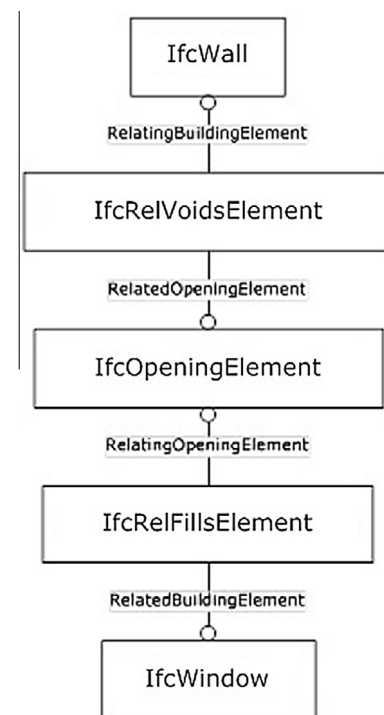 IfcWall
RelatingBuildingElement
IfcRelVoidsElement
RelatedOpeningElement
IfcOpeningElement
RelatingOpeningElement
IfcRelFillsElement
RelatedBuildingElement
IfcWindow